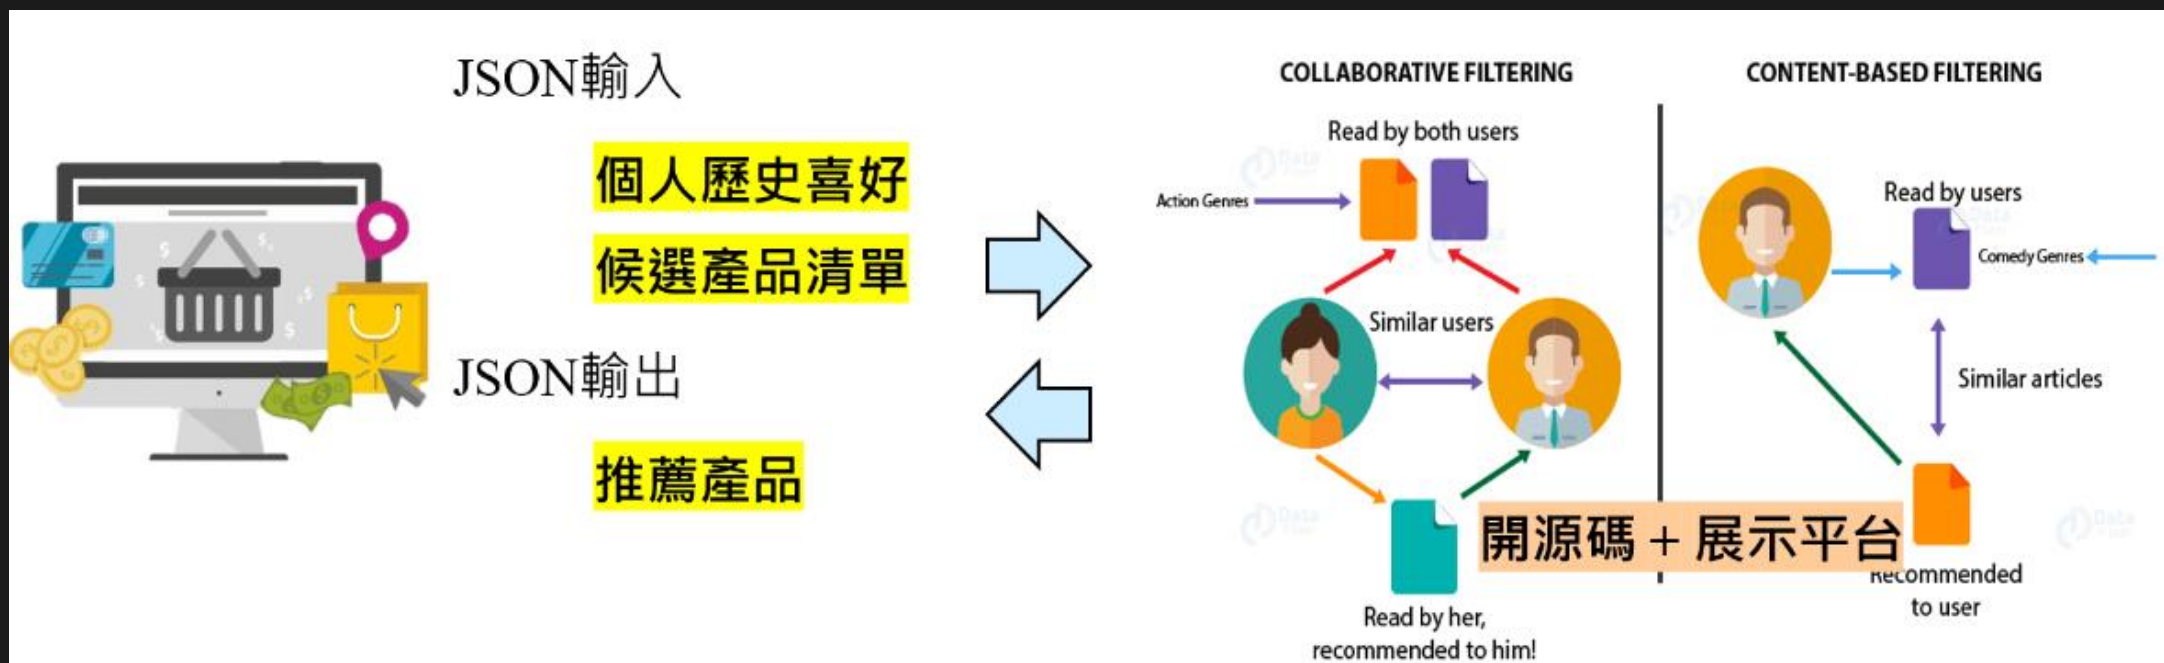 JSON輸入
個人歷史喜好
候選產品清單
JSON輸出
推薦產品
COLLABORATIVE FILTERING
Read by both users
Action Genres
Similar users
Read by her,
recommended to him!
CONTENT-BASED FILTERING
Read by users
Comedy Genres
Similar articles
開源碼 + 展示平台
Recommended
to user